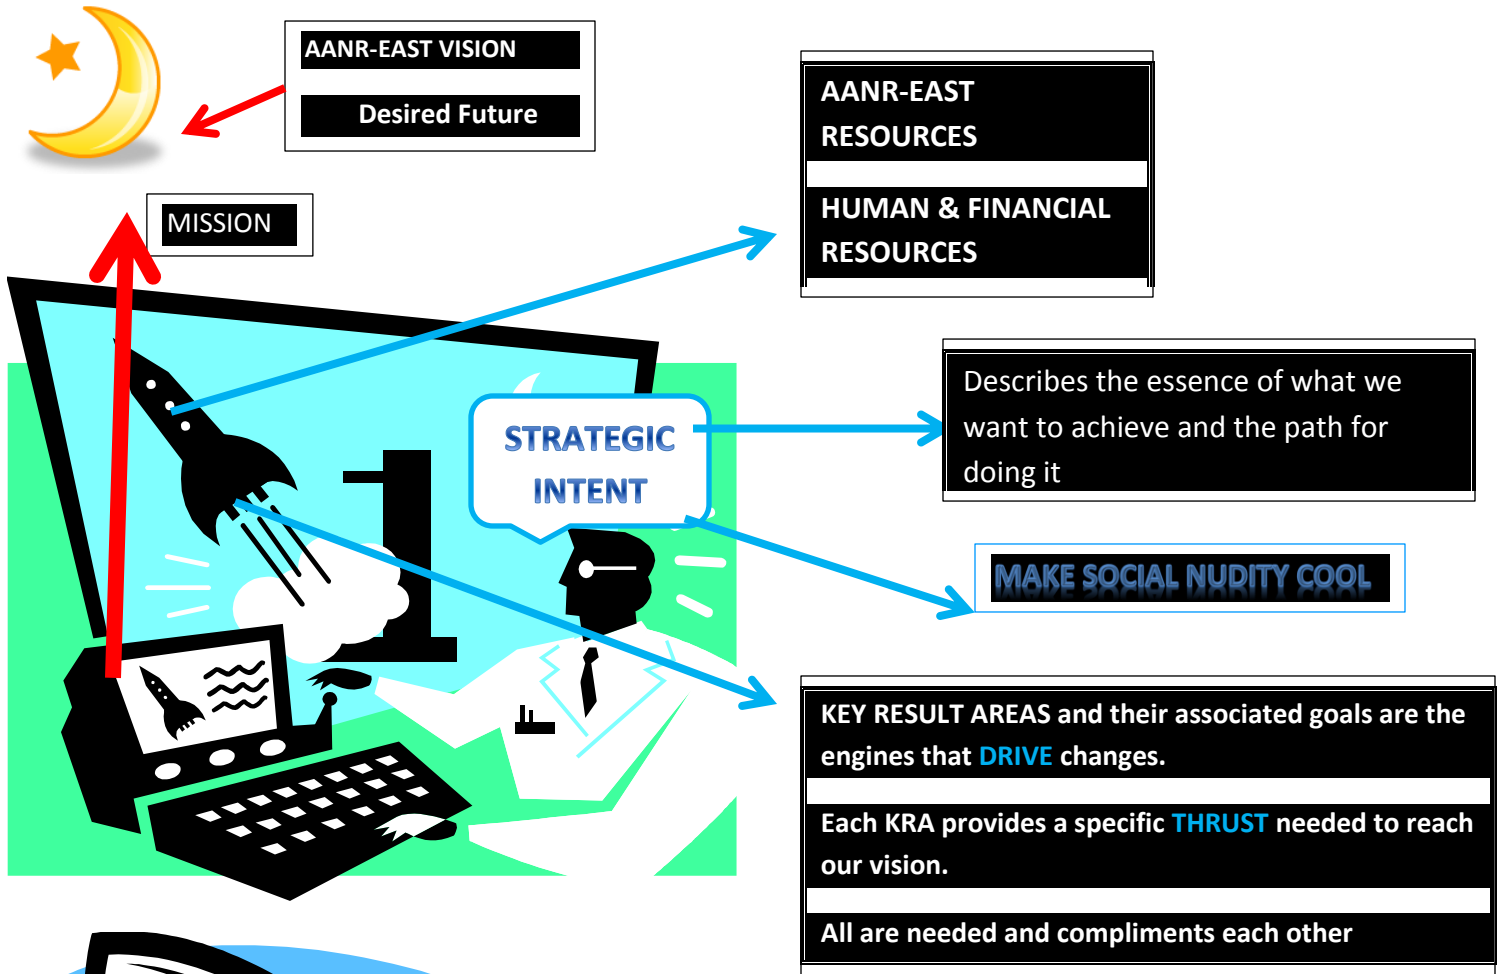 AANR-EAST VISION
Desired Future
MISSION
AANR-EAST
RESOURCES
HUMAN & FINANCIAL
RESOURCES
STRATEGIC
INTENT
Describes the essence of what we
want to achieve and the path for
doing it
MAKE SOCIAL NUDITY COOL
KEY RESULT AREAS and their associated goals are the
engines that DRIVE changes.
Each KRA provides a specific THRUST needed to reach
our vision.
All are needed and compliments each other